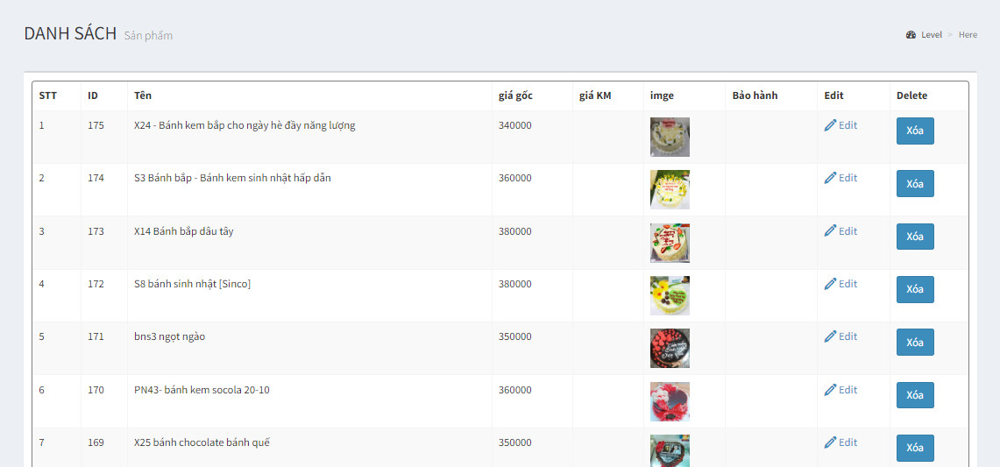 DANH SÁCH Sản phẩm
Level > Here
STT ID Tên giá gốc giá KM imge Bảo hành Edit Delete
1 175 X24 - Bánh kem bắp cho ngày hè đầy năng lượng 340000 Edit Xóa
2 174 S3 Bánh bắp - Bánh kem sinh nhật hấp dẫn 360000 Edit Xóa
3 173 X14 Bánh bắp dâu tây 380000 Edit Xóa
4 172 S8 bánh sinh nhật [Sinco] 380000 Edit Xóa
5 171 bns3 ngọt ngào 350000 Edit Xóa
6 170 PN43- bánh kem socola 20-10 360000 Edit Xóa
7 169 X25 bánh chocolate bánh quế 350000 Edit Xóa